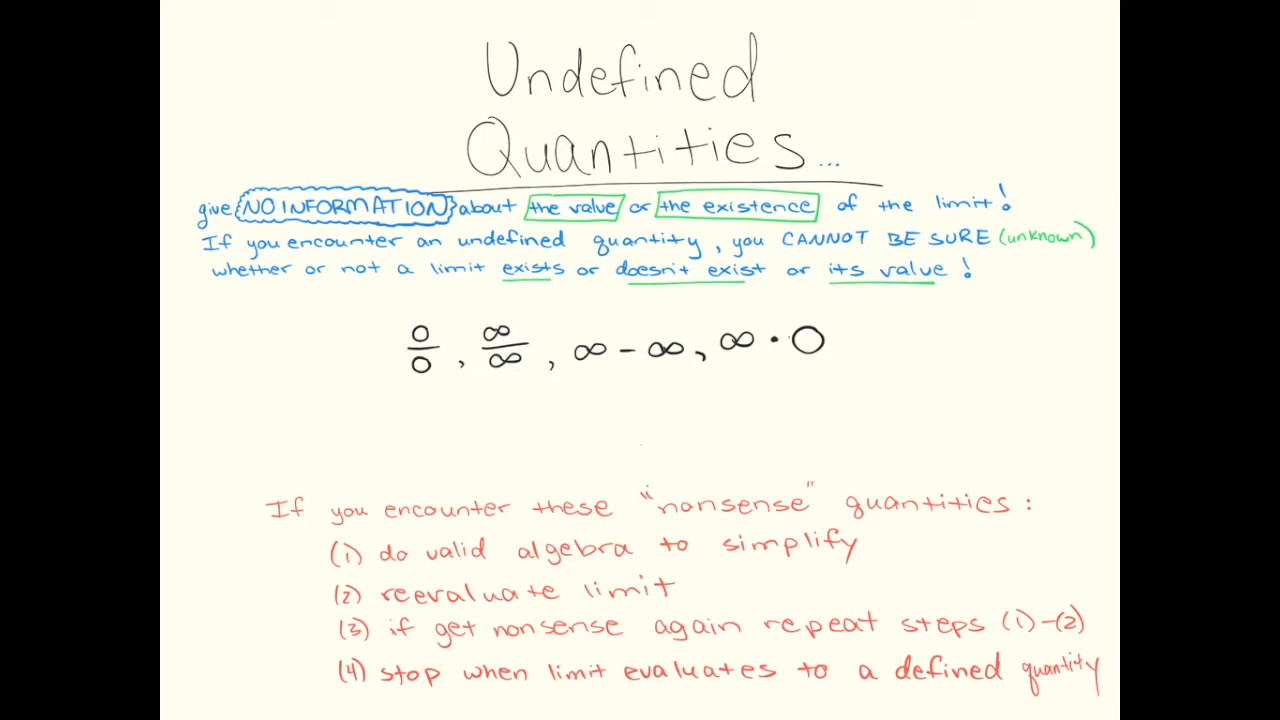 Undefined
Quantities...
give {NO INFORMATION} about the value or the existence of the limit!
If you encounter an undefined quantity, you CANNOT BE SURE (unknown)
whether or not a limit exists or doesn't exist or its value!
0/0, ∞/∞, ∞ - ∞, ∞ · 0
If you encounter these "nonsense" quantities:
(1) do valid algebra to simplify
(2) reevaluate limit
(3) if get nonsense again repeat steps (1)-(2)
(4) stop when limit evaluates to a defined quantity